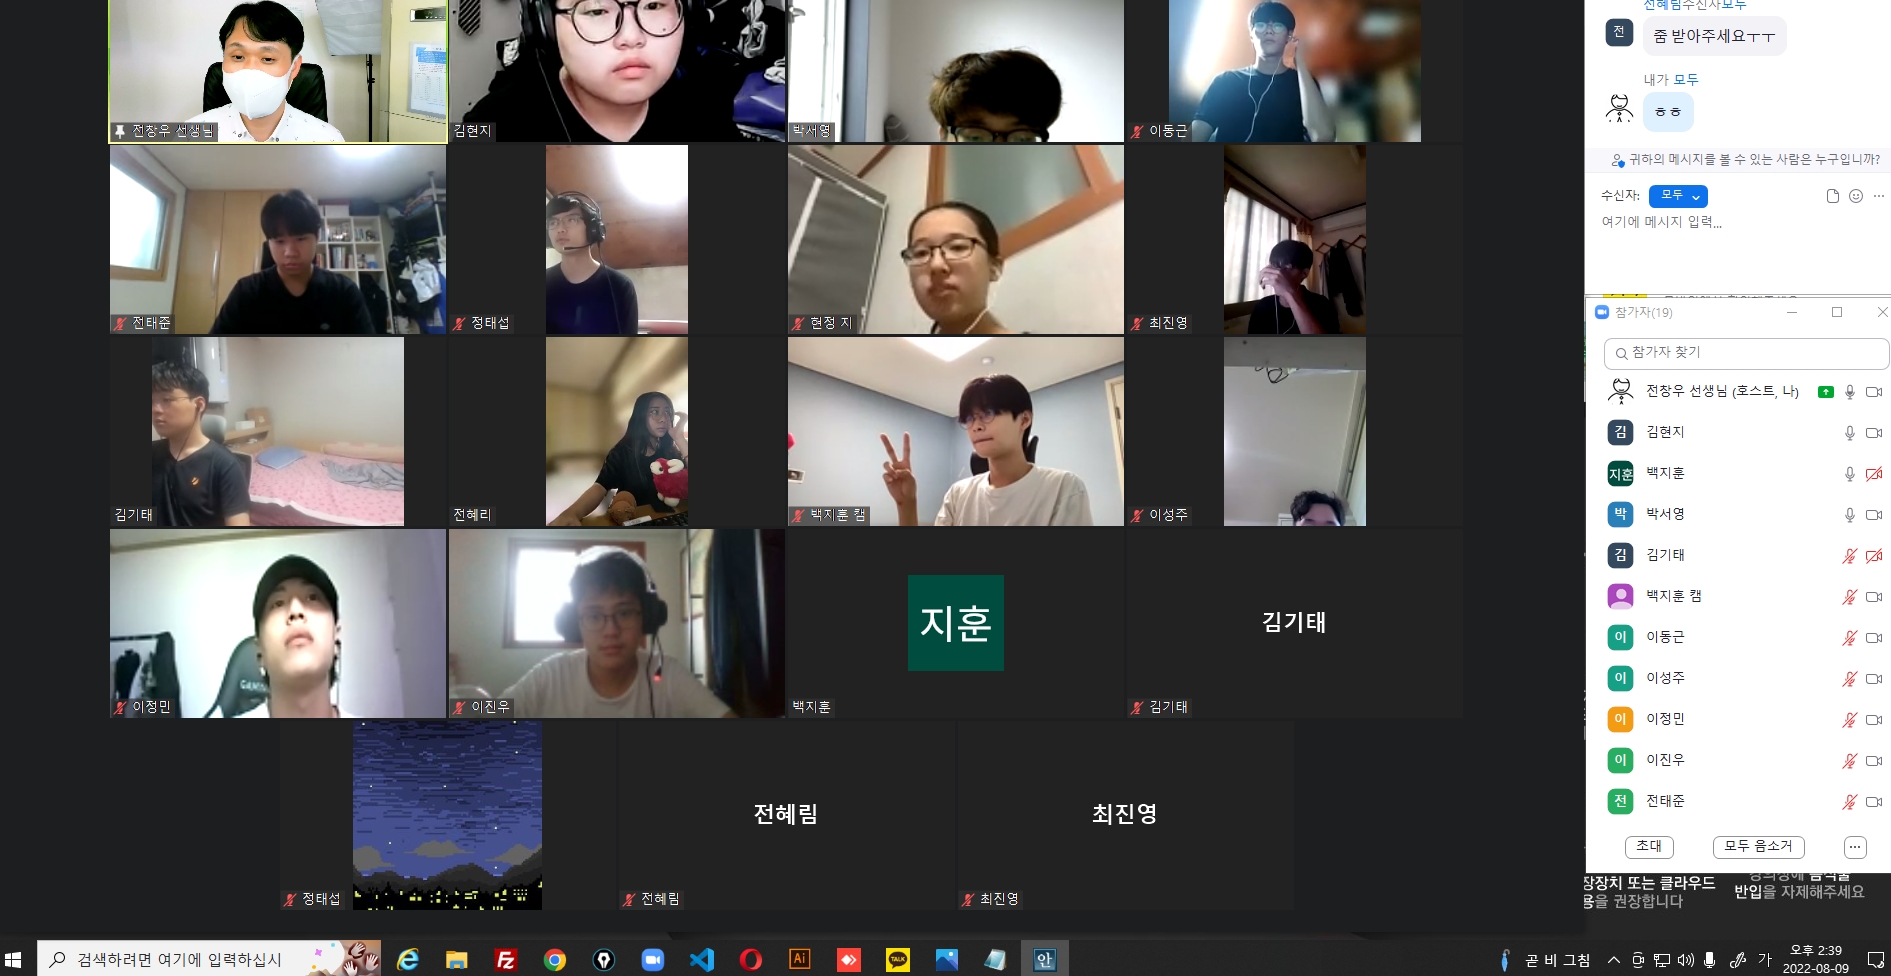 전창우 선생님
김현지
박서영
이동근
전태준
정태섭
현정 지
최진영
김기태
전혜리
백지훈 캠
이성주
이정민
이진우
지훈
백지훈
김기태
김기태
정태섭
전혜림
전혜림
최진영
최진영
전혜림수신자모두
전
줌 받아주세요ㅜㅜ
내가 모두
ㅎㅎ
귀하의 메시지를 볼 수 있는 사람은 누구입니까?
수신자: 모두
여기에 메시지 입력...
참가자(19)
참가자 찾기
전창우 선생님 (호스트, 나)
김 김현지
지훈 백지훈
박 박서영
김 김기태
백지훈 캠
이 이동근
이 이성주
이 이정민
이 이진우
전 전태준
초대
모두 음소거
장장치 또는 클라우드
용을 권장합니다
반입을 자제해주세요
검색하려면 여기에 입력하십시
Fz
Ai
TALK
안
곧 비 그침
가
오후 2:39
2022-08-09